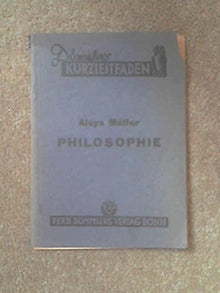 Dümmlers
KURZLEITFADEN
Aloys Müller
PHILOSOPHIE
FERD. DÜMMLERS VERLAG BONN